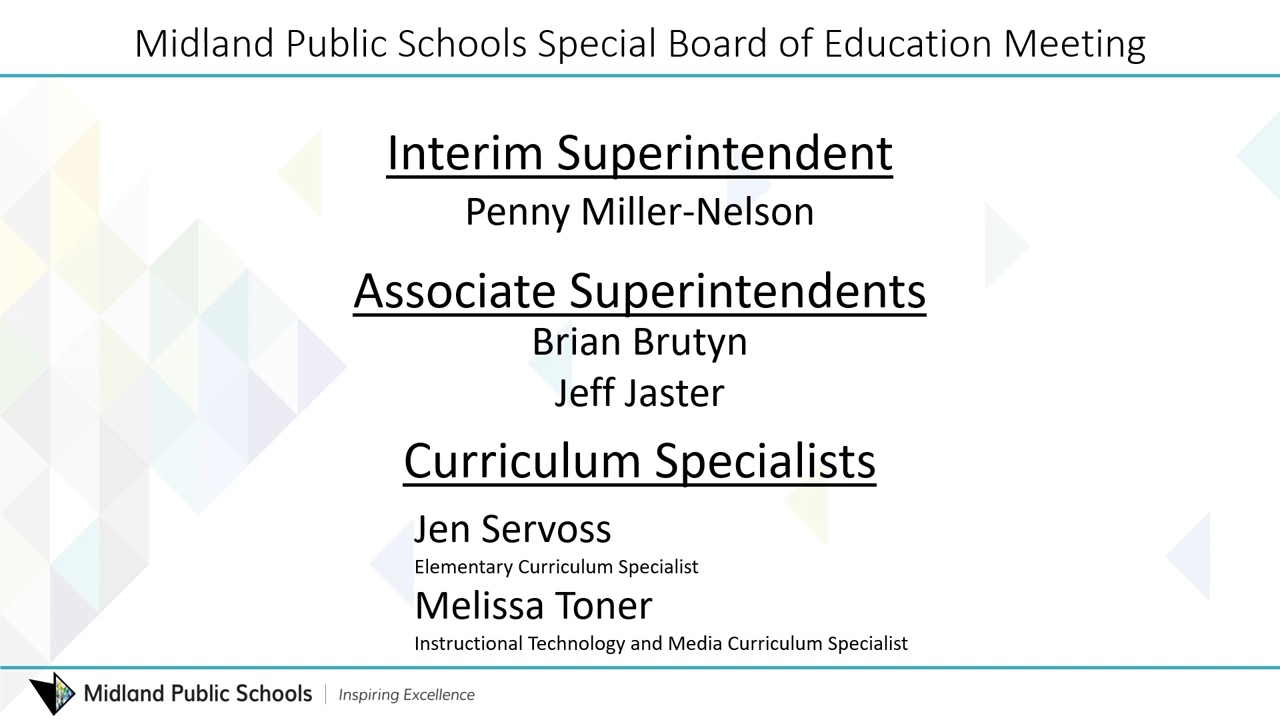 Midland Public Schools Special Board of Education Meeting
Interim Superintendent
Penny Miller-Nelson
Associate Superintendents
Brian Brutyn
Jeff Jaster
Curriculum Specialists
Jen Servoss
Elementary Curriculum Specialist
Melissa Toner
Instructional Technology and Media Curriculum Specialist
Midland Public Schools | Inspiring Excellence